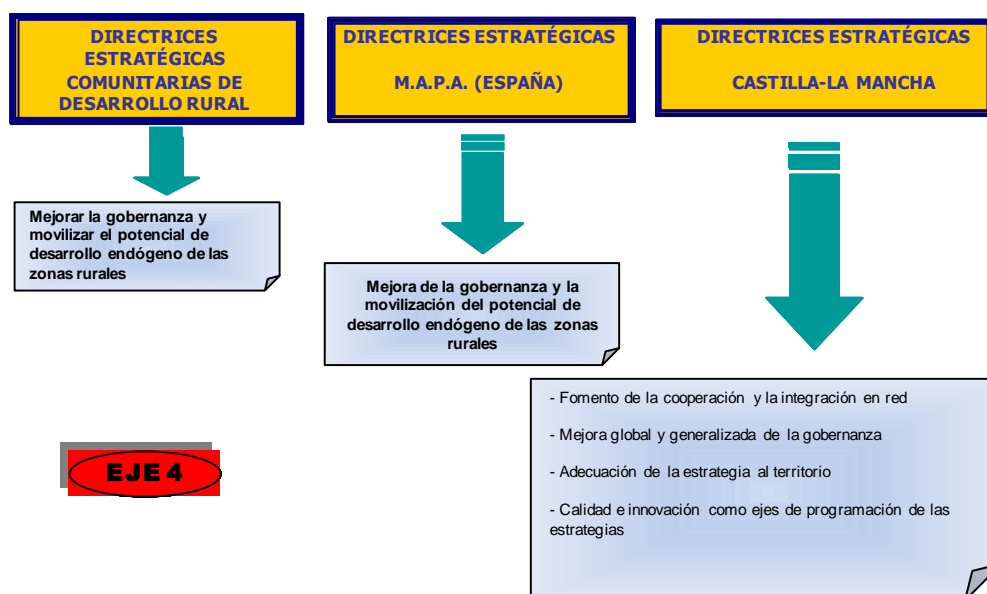 DIRECTRICES
ESTRATÉGICAS
COMUNITARIAS DE
DESARROLLO RURAL
DIRECTRICES ESTRATÉGICAS
M.A.P.A. (ESPAÑA)
DIRECTRICES ESTRATÉGICAS
CASTILLA-LA MANCHA
Mejorar la gobernanza y
movilizar el potencial de
desarrollo endógeno de las
zonas rurales
Mejora de la gobernanza y la
movilización del potencial de
desarrollo endógeno de las zonas
rurales
- Fomento de la cooperación y la integración en red
- Mejora global y generalizada de la gobernanza
- Adecuación de la estrategia al territorio
- Calidad e innovación como ejes de programación de las
estrategias
EJE 4